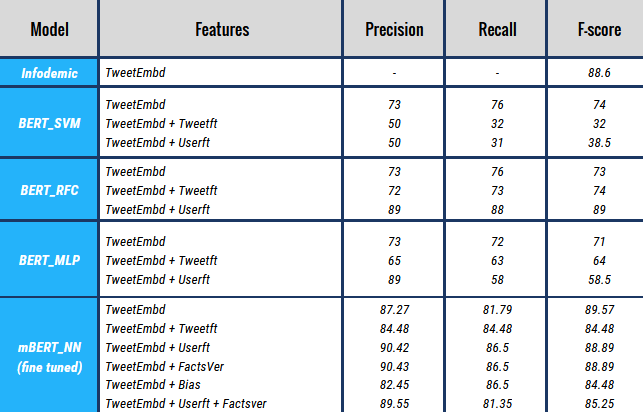 Model Features Precision Recall F-score
Infodemic TweetEmbd - - 88.6
TweetEmbd 73 76 74
BERT_SVM TweetEmbd + Tweetft 50 32 32
TweetEmbd + Userft 50 31 38.5
TweetEmbd 73 76 73
BERT_RFC TweetEmbd + Tweetft 72 73 74
TweetEmbd + Userft 89 88 89
TweetEmbd 73 72 71
BERT_MLP TweetEmbd + Tweetft 65 63 64
TweetEmbd + Userft 89 58 58.5
TweetEmbd 87.27 81.79 89.57
TweetEmbd + Tweetft 84.48 84.48 84.48
mBERT_NN TweetEmbd + Userft 90.42 86.5 88.89
(fine tuned) TweetEmbd + FactsVer 90.43 86.5 88.89
TweetEmbd + Bias 82.45 86.5 84.48
TweetEmbd + Userft + Factsver 89.55 81.35 85.25